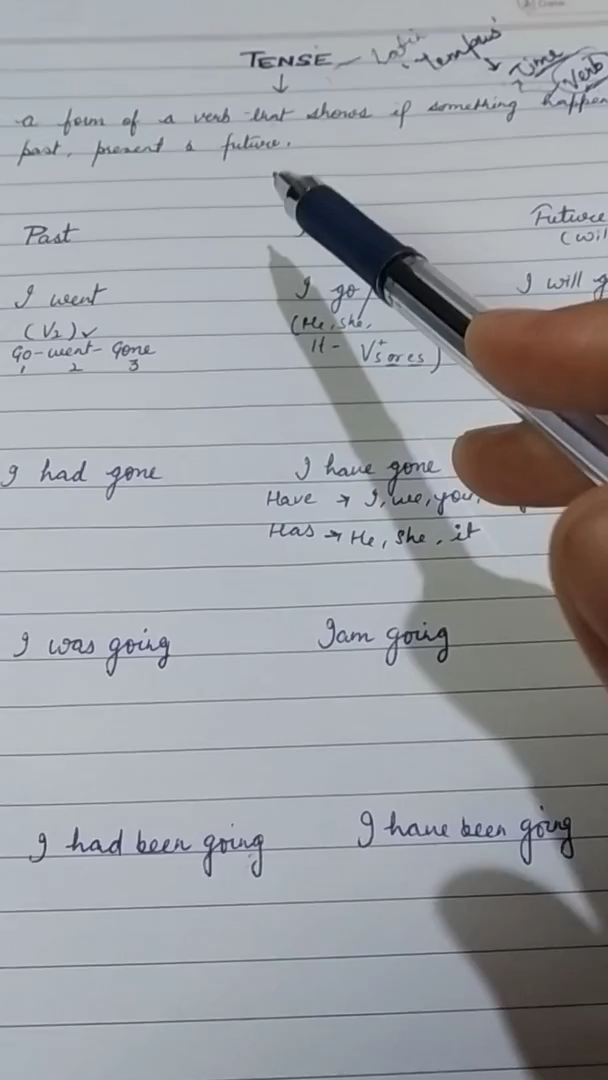 TENSE - Latin tempus
Time
Verb
a form of a verb that shows if something happen
past, present & future.
Past
Future
(wil
I went
I go
I will g
(V2)
(He, she,
Go-went-Gone
1 2 3
It - V+s or es)
I had gone
I have gone
Have → I, we, you,
Has → He, she, it
I was going
I am going
I had been going
I have been going